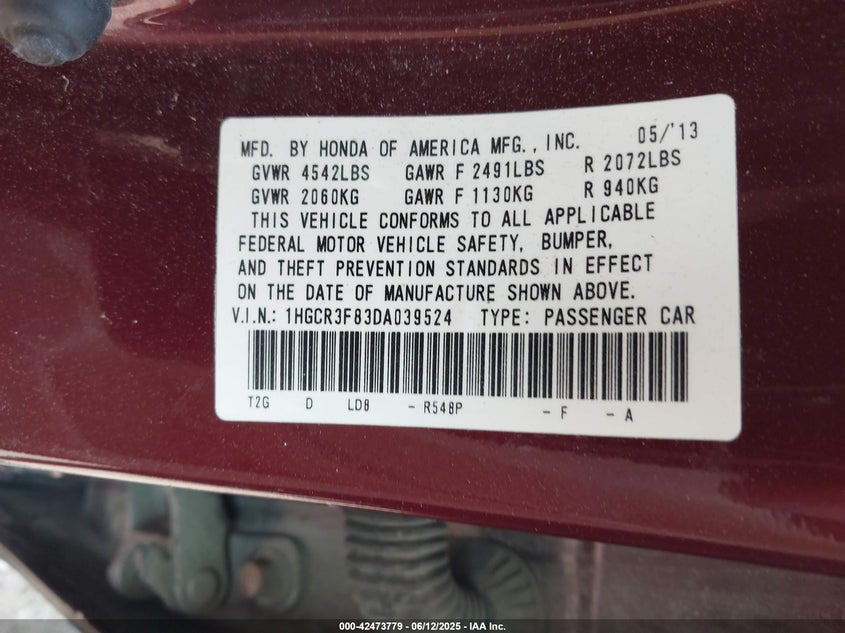 MFD. BY HONDA OF AMERICA MFG., INC. 05/'13
GVWR 4542LBS GAWR F 2491LBS R 2072LBS
GVWR 2060KG GAWR F 1130KG R 940KG
THIS VEHICLE CONFORMS TO ALL APPLICABLE
FEDERAL MOTOR VEHICLE SAFETY, BUMPER,
AND THEFT PREVENTION STANDARDS IN EFFECT
ON THE DATE OF MANUFACTURE SHOWN ABOVE.
V.I.N.: 1HGCR3F83DA039524 TYPE: PASSENGER CAR
T2G D LD8 - R548P - F - A
000-42473779 - 06/12/2025 - IAA Inc.